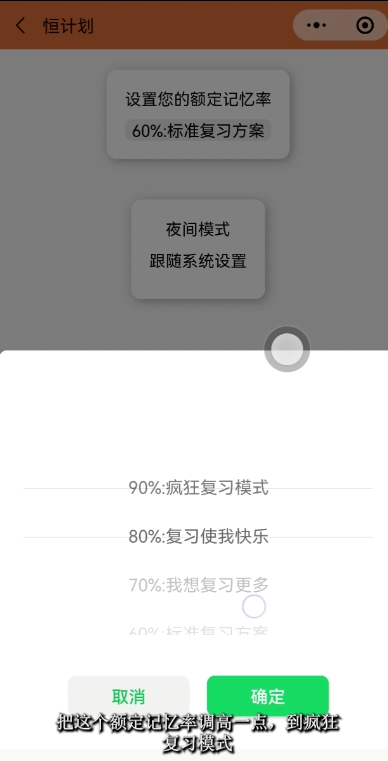 恒计划
设置您的额定记忆率
60%:标准复习方案
夜间模式
跟随系统设置
90%:疯狂复习模式
80%:复习使我快乐
70%:我想复习更多
60%:标准复习方案
取消
确定
把这个额定记忆率调高一点，到疯狂
复习模式